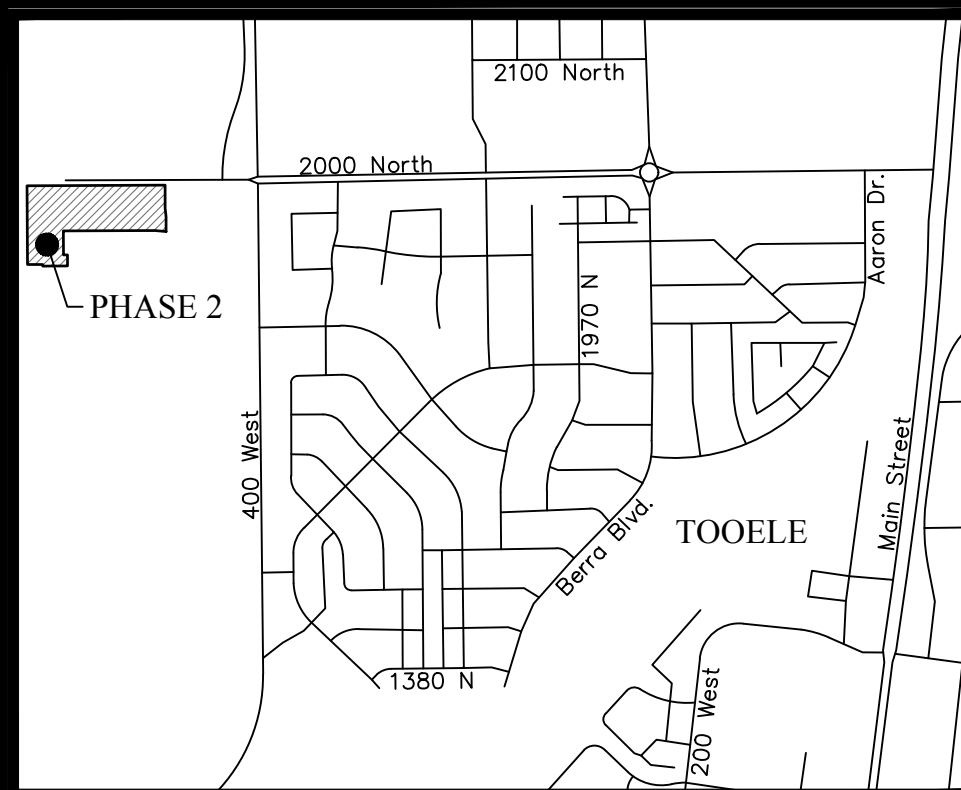 2100 North
2000 North
Aaron Dr.
PHASE 2
1970 N
400 West
Main Street
TOOELE
Berra Blvd.
1380 N
200 West